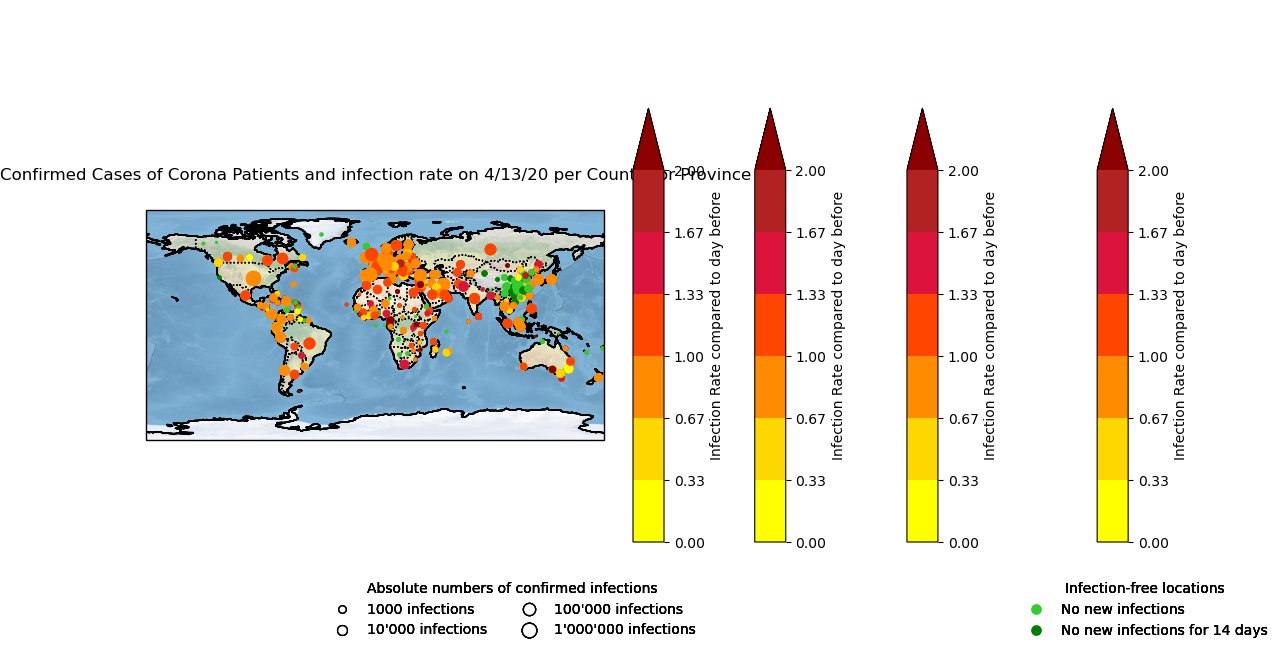 Confirmed Cases of Corona Patients and infection rate on 4/13/20 per Country or Province
2.00
1.67
1.33
1.00
0.67
0.33
0.00
Infection Rate compared to day before
2.00
1.67
1.33
1.00
0.67
0.33
0.00
Infection Rate compared to day before
2.00
1.67
1.33
1.00
0.67
0.33
0.00
Infection Rate compared to day before
2.00
1.67
1.33
1.00
0.67
0.33
0.00
Infection Rate compared to day before
Absolute numbers of confirmed infections
1000 infections
10'000 infections
100'000 infections
1'000'000 infections
Infection-free locations
No new infections
No new infections for 14 days